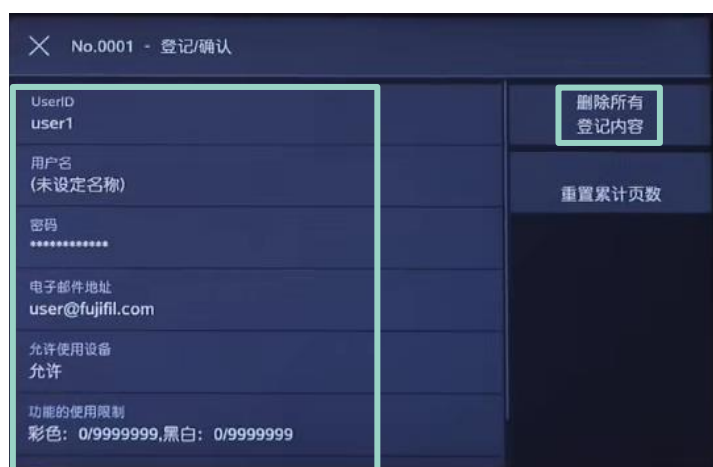 No.0001 - 登记/确认
UserID
user1
用户名
(未设定名称)
密码
************
电子邮件地址
user@fujifil.com
允许使用设备
允许
功能的使用限制
彩色: 0/9999999,黑白: 0/9999999
删除所有
登记内容
重置累计页数